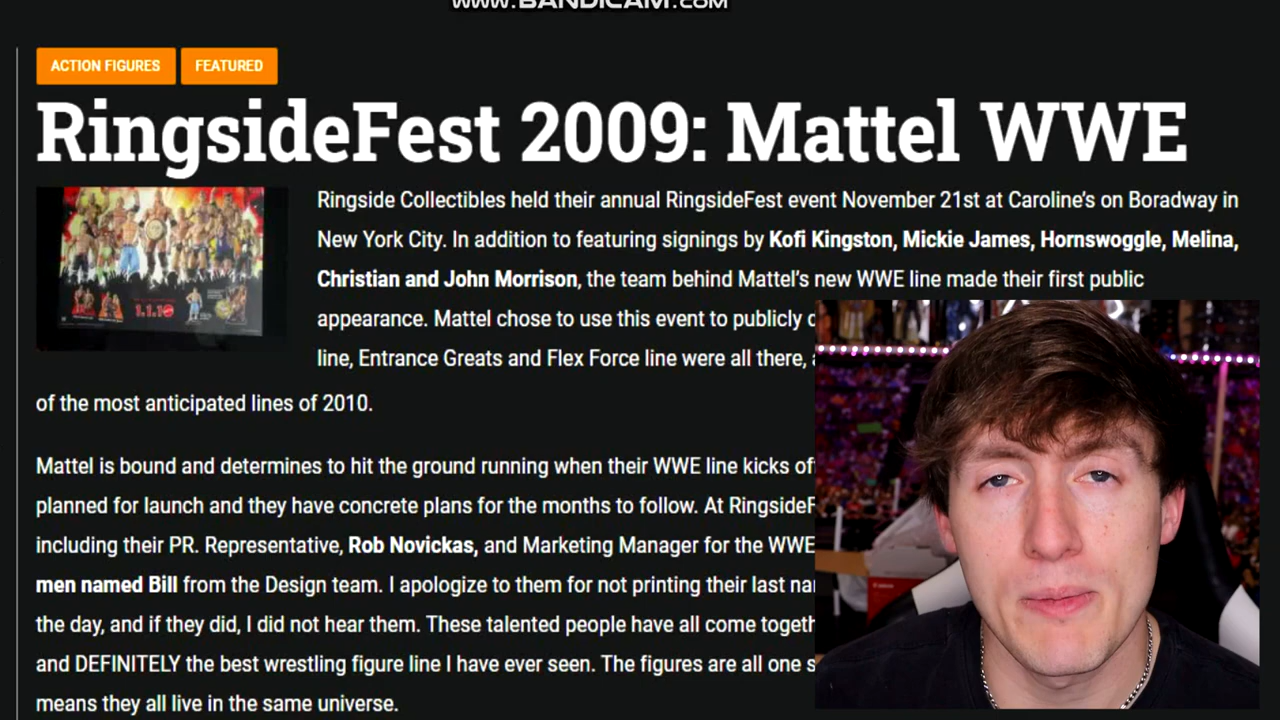 www.BANDICAM.com
ACTION FIGURES FEATURED
RingsideFest 2009: Mattel WWE
Ringside Collectibles held their annual RingsideFest event November 21st at Caroline's on Boradway in
New York City. In addition to featuring signings by Kofi Kingston, Mickie James, Hornswoggle, Melina,
Christian and John Morrison, the team behind Mattel's new WWE line made their first public
appearance. Mattel chose to use this event to publicly
line, Entrance Greats and Flex Force line were all there,
of the most anticipated lines of 2010.
1.1.10
Mattel is bound and determines to hit the ground running when their WWE line kicks
planned for launch and they have concrete plans for the months to follow. At
including their PR. Representative, Rob Novickas, and Marketing Manager for the WWE
men named Bill from the Design team. I apologize to them for not printing their last
the day, and if they did, I did not hear them. These talented people have all come
and DEFINITELY the best wrestling figure line I have ever seen. The figures are all one
means they all live in the same universe.